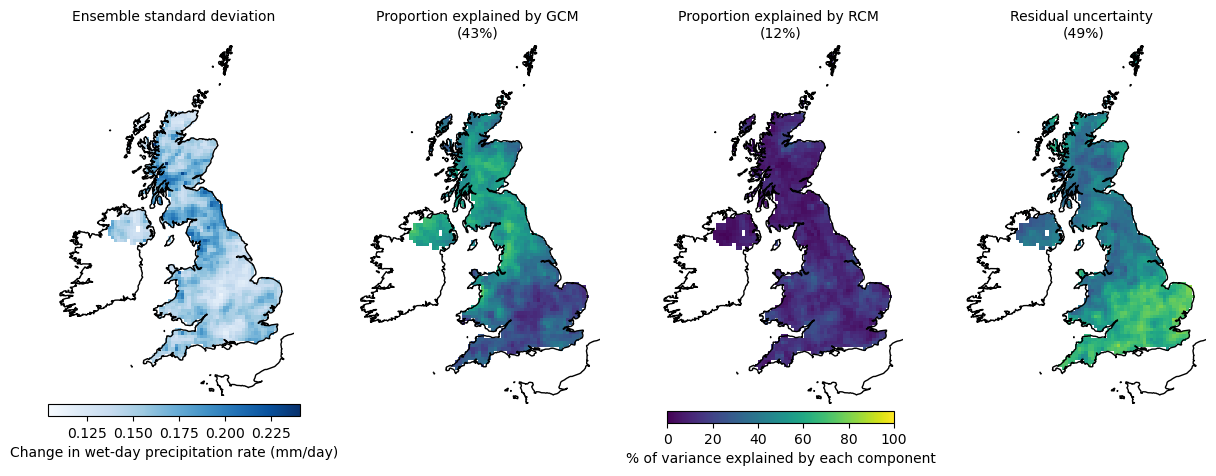 Ensemble standard deviation
Proportion explained by GCM
(43%)
Proportion explained by RCM
(12%)
Residual uncertainty
(49%)
0.125 0.150 0.175 0.200 0.225
Change in wet-day precipitation rate (mm/day)
0 20 40 60 80 100
% of variance explained by each component